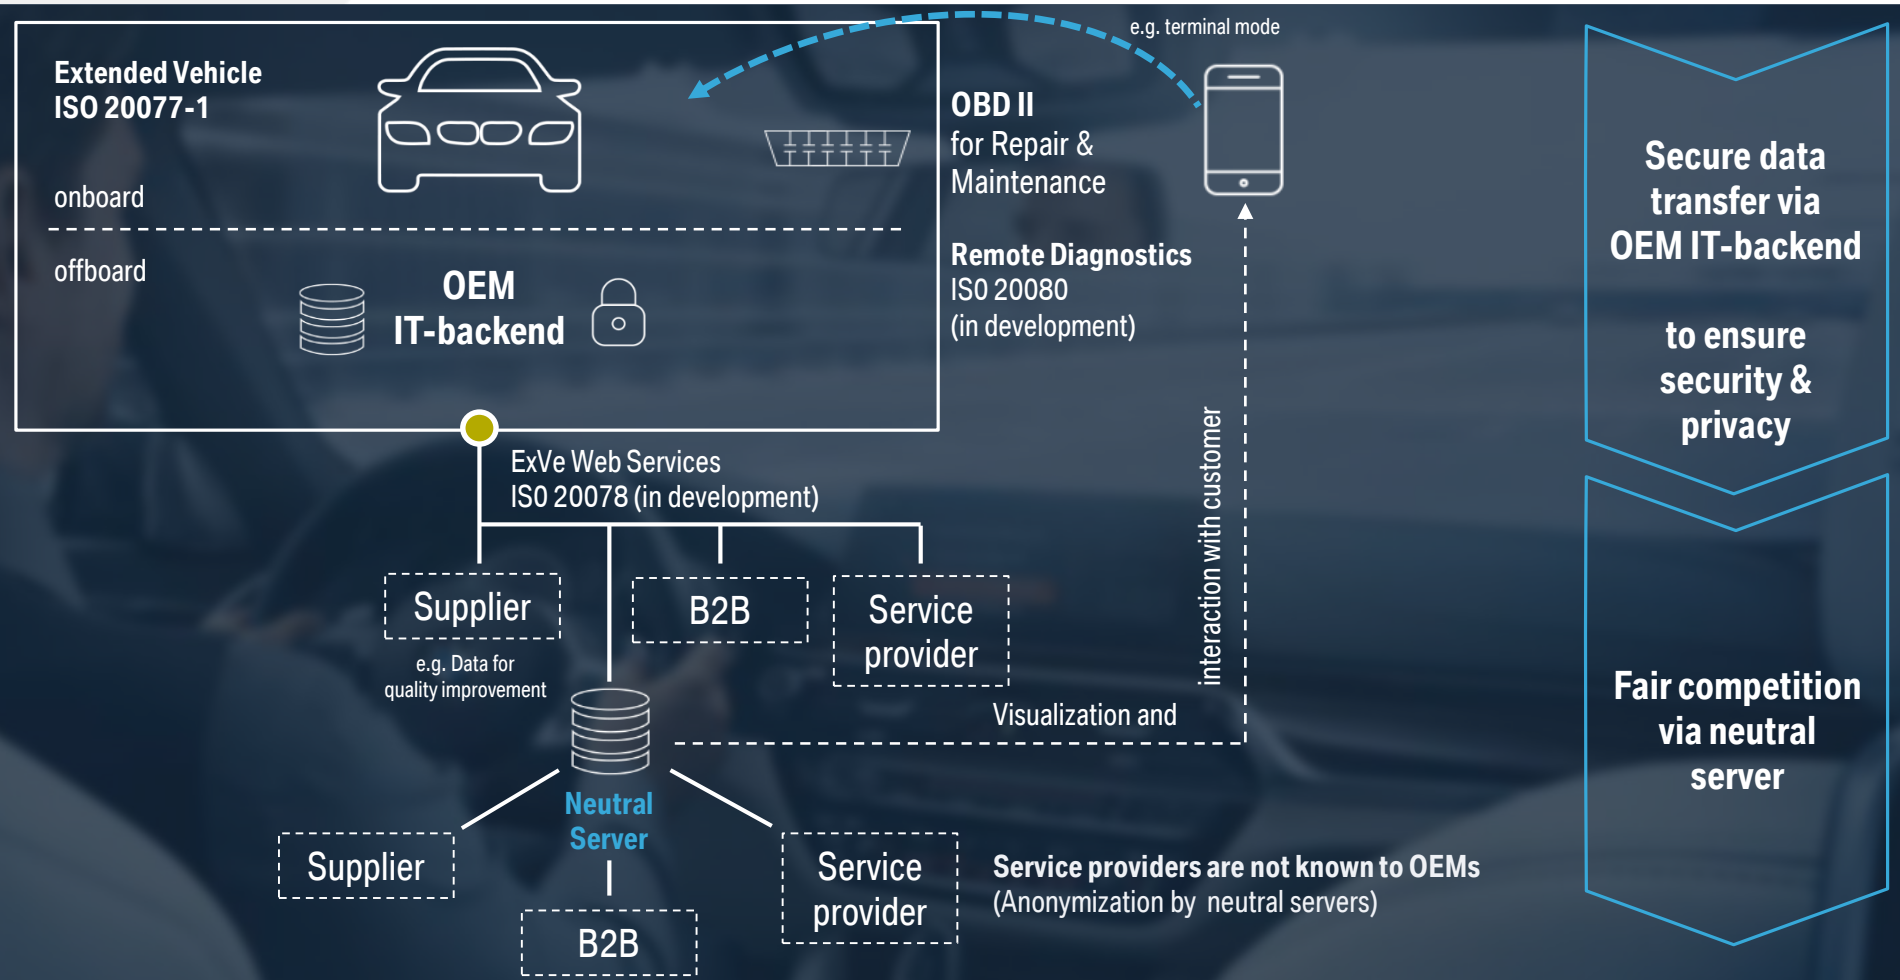 e.g. terminal mode
Extended Vehicle
ISO 20077-1
onboard
offboard
OEM
IT-backend
OBD II
for Repair &
Maintenance
Remote Diagnostics
ISO 20080
(in development)
ExVe Web Services
ISO 20078 (in development)
Supplier
e.g. Data for
quality improvement
B2B
Service
provider
Visualization and
interaction with customer
Neutral
Server
Supplier
B2B
Service
provider
Service providers are not known to OEMs
(Anonymization by neutral servers)
Secure data
transfer via
OEM IT-backend
to ensure
security &
privacy
Fair competition
via neutral
server